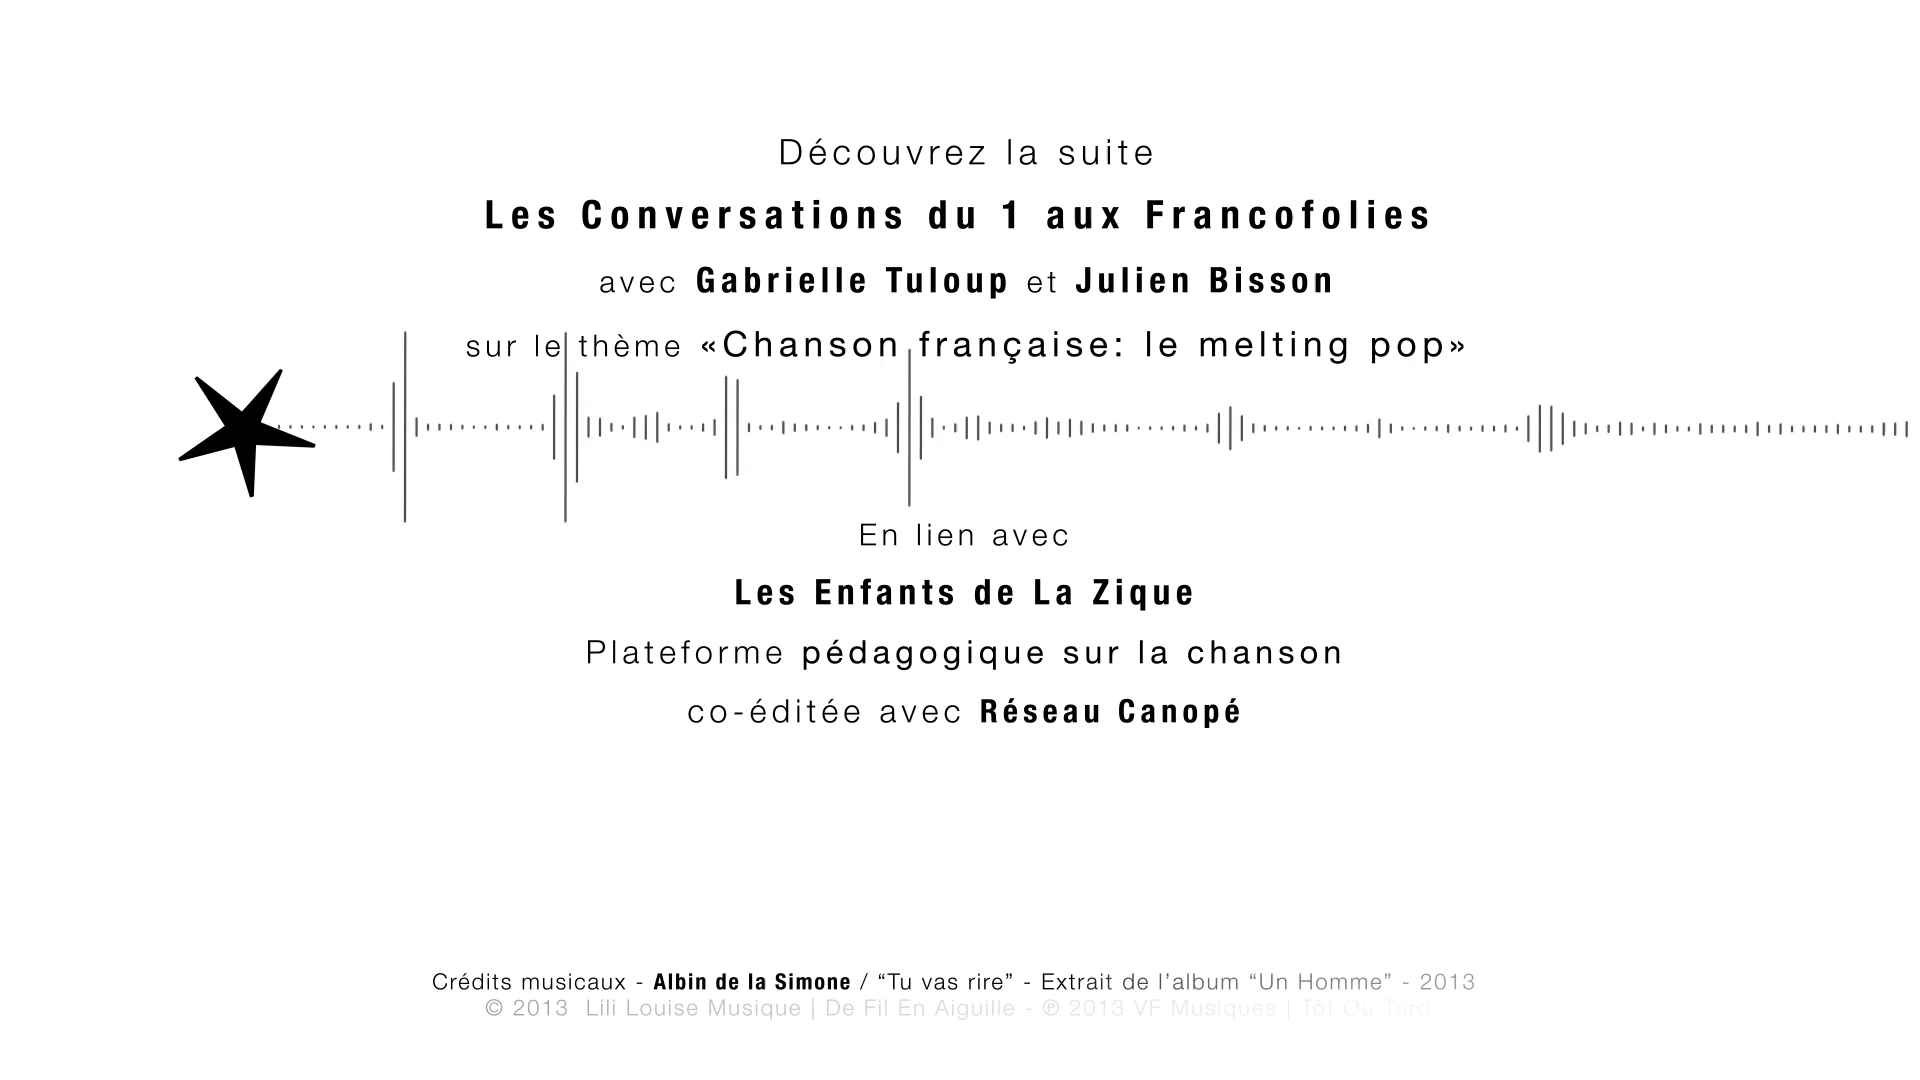 Découvrez la suite
Les Conversations du 1 aux Francofolies
avec Gabrielle Tuloup et Julien Bisson
sur le thème «Chanson française: le melting pop»
En lien avec
Les Enfants de La Zique
Plateforme pédagogique sur la chanson
co-éditée avec Réseau Canopé
Crédits musicaux - Albin de la Simone / “Tu vas rire” - Extrait de l’album “Un Homme” - 2013
© 2013 Lili Louise Musique | De Fil En Aiguille - ℗ 2013 VF Musiques | Tôt Ou Tard